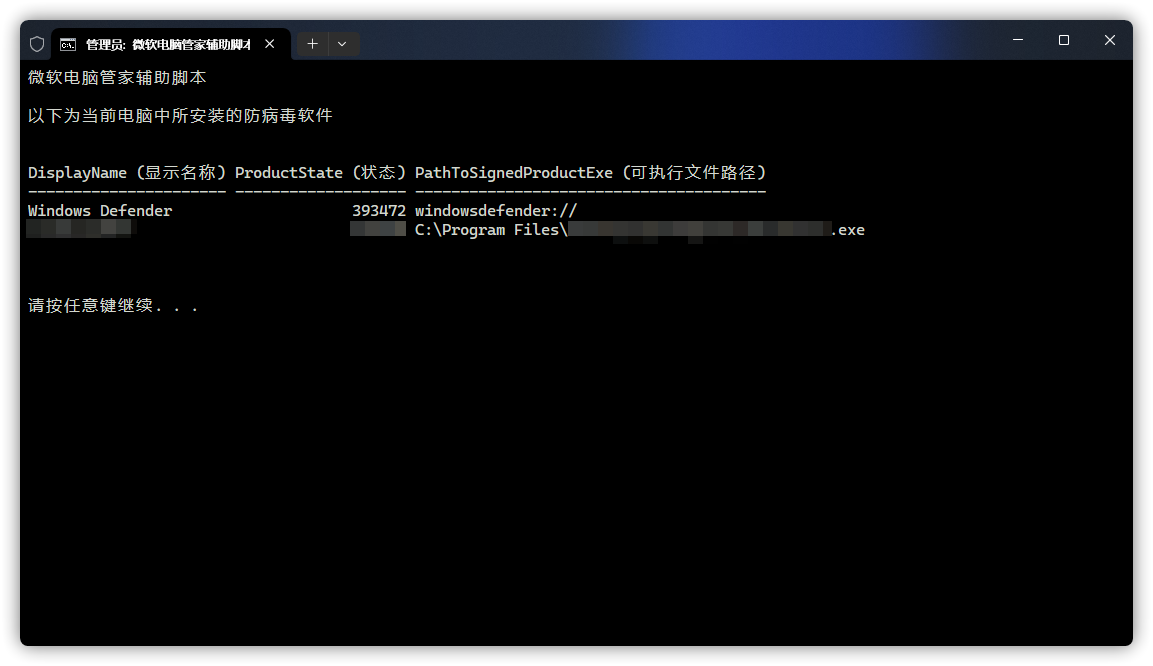 管理员: 微软电脑管家辅助脚本
微软电脑管家辅助脚本
以下为当前电脑中所安装的防病毒软件
DisplayName (显示名称) ProductState (状态) PathToSignedProductExe (可执行文件路径)
---------------------- ------------------- ---------------------------------------
Windows Defender 393472 windowsdefender://
C:\Program Files\ .exe
请按任意键继续. . .